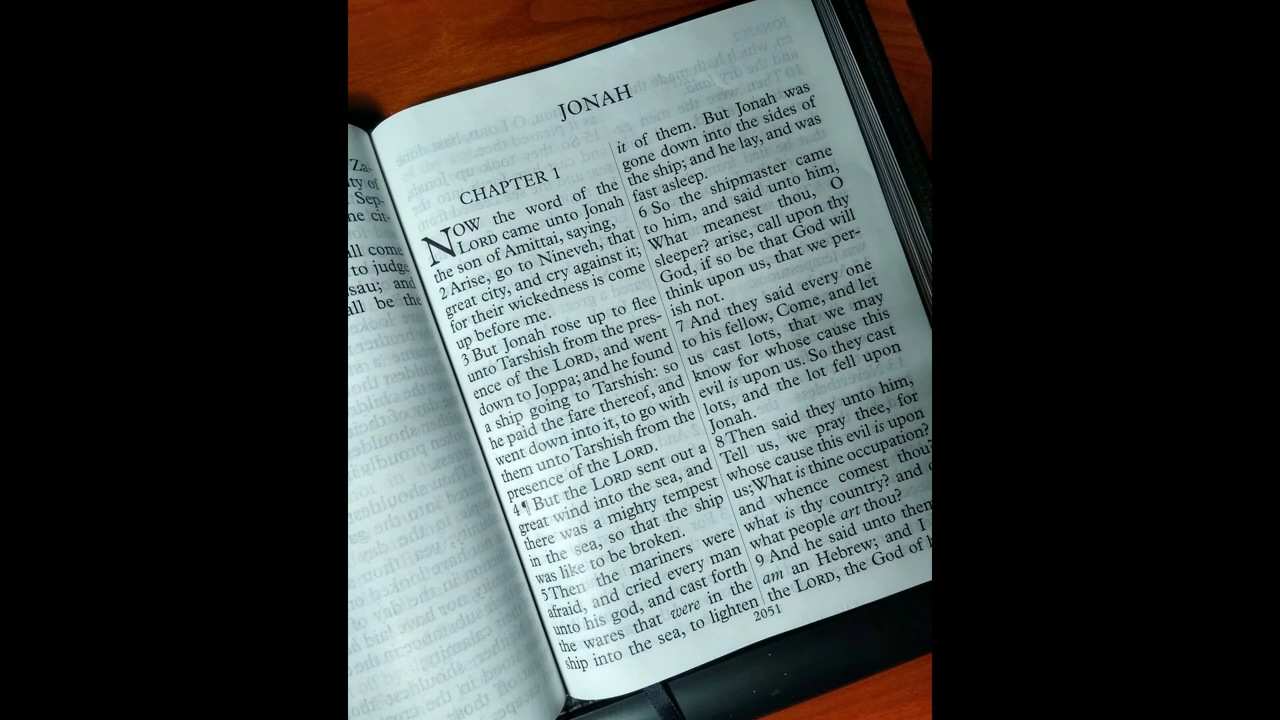 Za-
ty of
Sep-
ne cit-
all come
to judge
sau; and
all be the
JONAH
CHAPTER 1
NOW the word of the
LORD came unto Jonah
the son of Amittai, saying,
2 Arise, go to Nineveh, that
great city, and cry against it;
for their wickedness is come
up before me.
3 But Jonah rose up to flee
unto Tarshish from the pres-
ence of the LORD, and went
down to Joppa; and he found
a ship going to Tarshish: so
he paid the fare thereof, and
went down into it, to go with
them unto Tarshish from the
presence of the LORD.
4 ¶ But the LORD sent out a
great wind into the sea, and
there was a mighty tempest
in the sea, so that the ship
was like to be broken.
5 Then the mariners were
afraid, and cried every man
unto his god, and cast forth
the wares that were in the
ship into the sea, to lighten
it of them. But Jonah was
gone down into the sides of
the ship; and he lay, and was
fast asleep.
6 So the shipmaster came
to him, and said unto him,
What meanest thou, O
sleeper? arise, call upon thy
God, if so be that God will
think upon us, that we per-
ish not.
7 And they said every one
to his fellow, Come, and let
us cast lots, that we may
know for whose cause this
evil is upon us. So they cast
lots, and the lot fell upon
Jonah.
8 Then said they unto him,
Tell us, we pray thee, for
whose cause this evil is upon
us; What is thine occupation?
and whence comest thou?
what is thy country? and
what people art thou?
9 And he said unto them
am an Hebrew; and I
the LORD, the God of h
2051